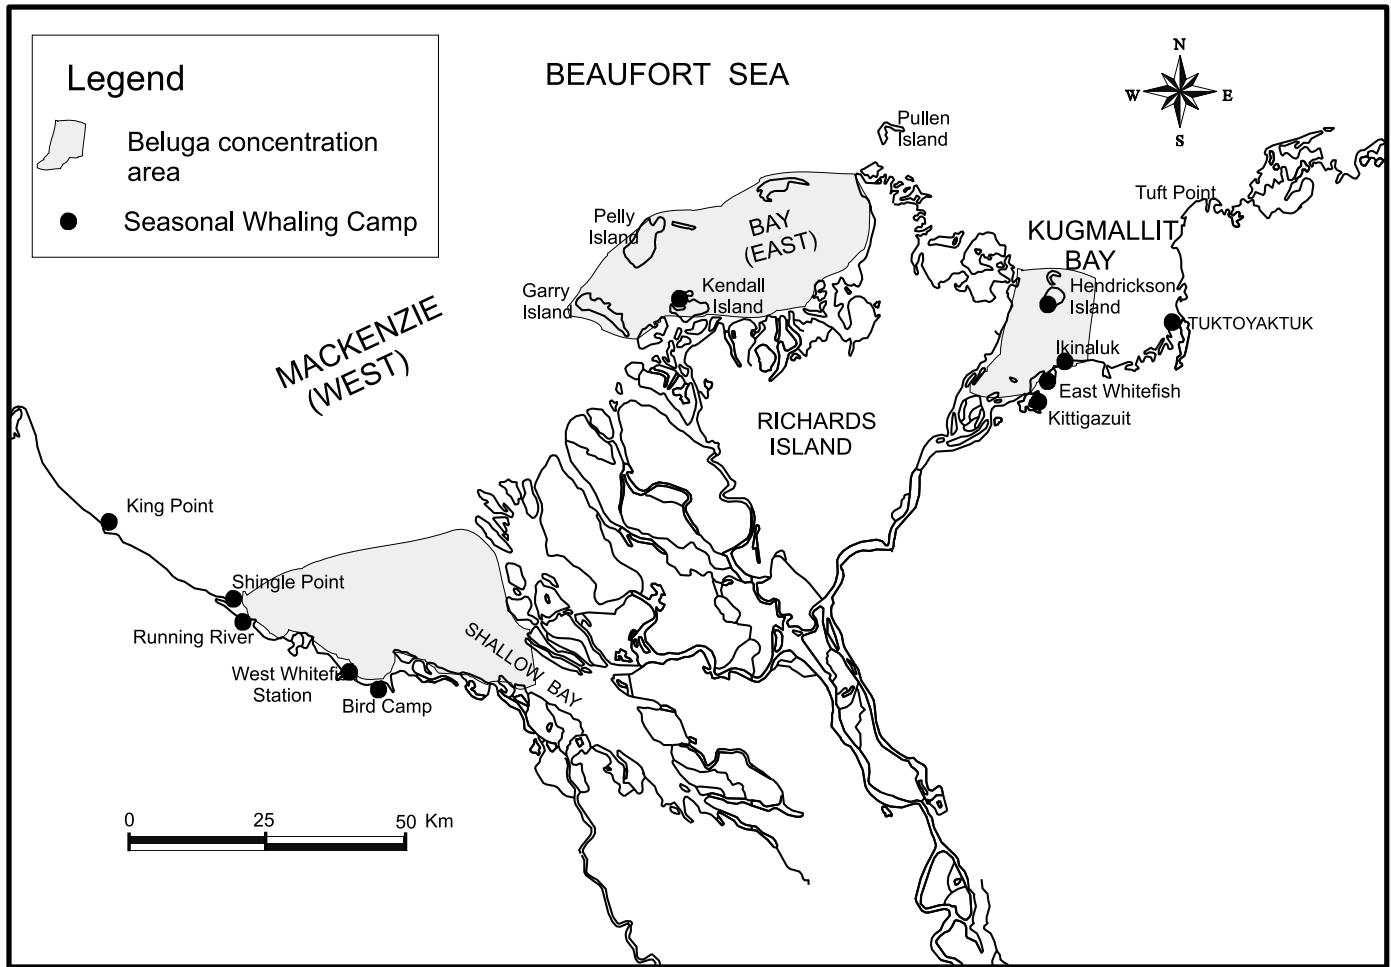 Legend
Beluga concentration
area
Seasonal Whaling Camp
BEAUFORT SEA
N
W
E
S
Pullen
Island
Tuft Point
Pelly
Island
BAY
(EAST)
KUGMALLIT
BAY
Garry
Island
Kendall
Island
Hendrickson
Island
TUKTOYAKTUK
MACKENZIE
(WEST)
Ikinaluk
East Whitefish
Kittigazuit
RICHARDS
ISLAND
King Point
Shingle Point
Running River
SHALLOW BAY
West Whitefi
Station
Bird Camp
0 25 50 Km